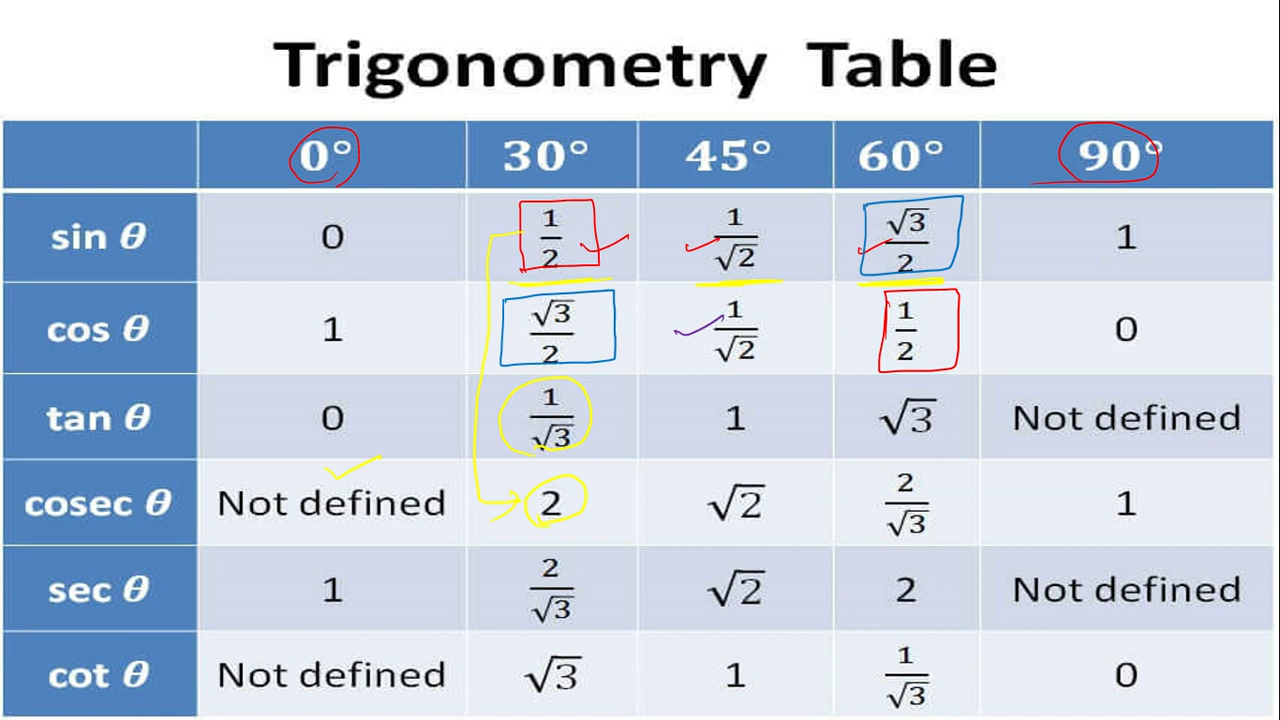 Trigonometry Table
0° 30° 45° 60° 90°
sin θ 0 1/2 1/√2 √3/2 1
cos θ 1 √3/2 1/√2 1/2 0
tan θ 0 1/√3 1 √3 Not defined
cosec θ Not defined 2 √2 2/√3 1
sec θ 1 2/√3 √2 2 Not defined
cot θ Not defined √3 1 1/√3 0